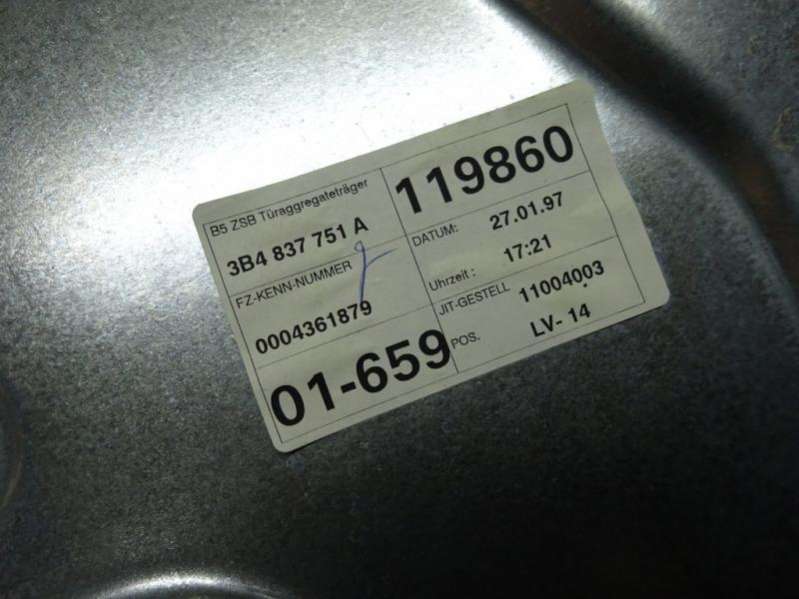 B5 ZSB Türaggregateträger
3B4 837 751 A
119860
FZ-KENN-NUMMER
0004361879
DATUM: 27.01.97
Uhrzeit : 17:21
01-659
JIT-GESTELL 11004003
POS. LV- 14